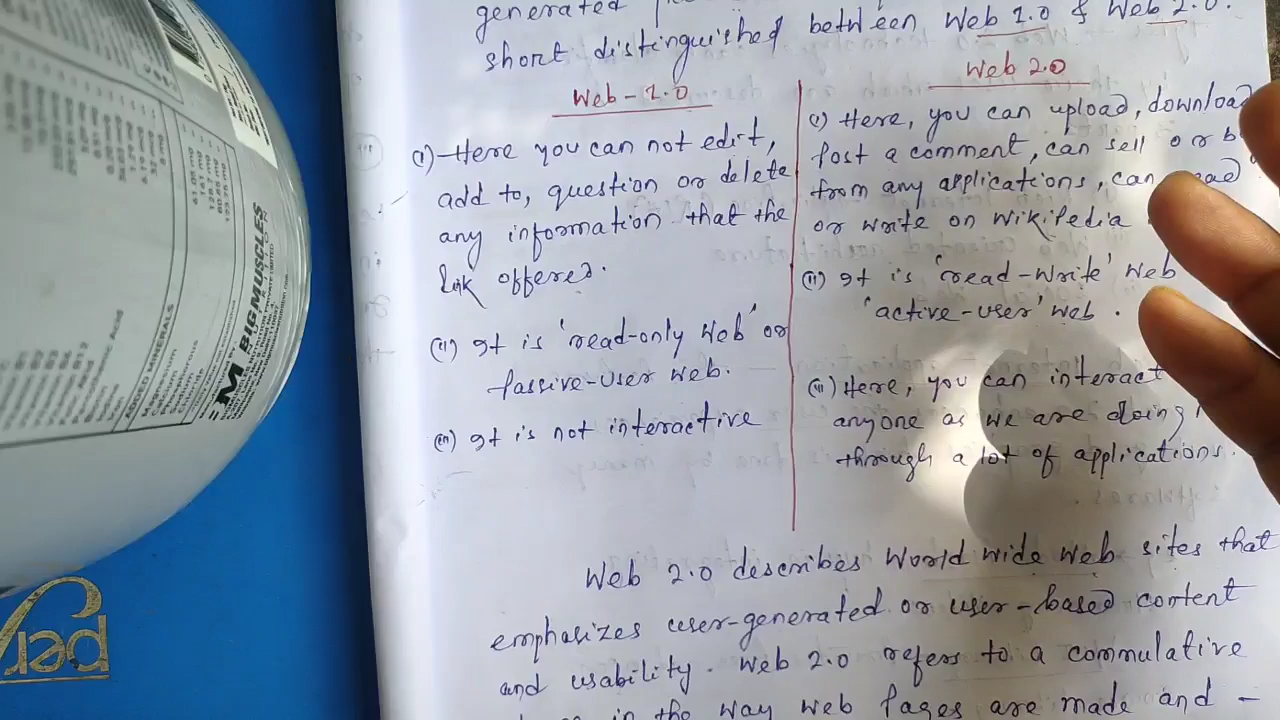 generated
short distinguished between Web 1.0 & Web 2.0.
Web - 1.0
(i) Here you can not edit,
add to, question or delete
any information that the
link offered.
(ii) It is 'read-only Web' or
passive-user web.
(iii) It is not interactive
Web 2.0
(i) Here, you can upload, download
Post a comment, can sell or b
from any applications, can read
or write on Wikipedia
(ii) It is 'read-write' Web
'active-user' web.
(iii) Here, you can interact
anyone as we are doing
through a lot of applications.
Web 2.0 describes World wide Web sites that
emphasizes user-generated or user-based content
and usability. Web 2.0 refers to a commulative
in the way web pages are made and -
M BIGMUSCLES
ADDED MINERALS
per